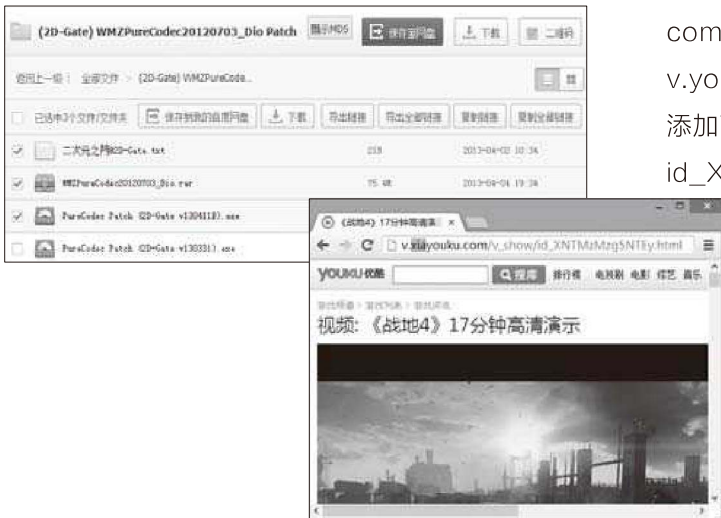 (2D-Gate) WMZPureCodec20120703_Dio Patch 显示MD5 保存至网盘 下载 二维码
返回上一级 | 全部文件 > (2D-Gate) WMZPureCode...
已选中3个文件/文件夹 保存到我的百度网盘 下载 导出链接 导出全部链接 复制链接 复制全部链接
二次元之門2D-Gate.txt 21B 2013-04-02 10:34
WMZPureCodec20120703_Dio.rar 75.4M 2013-04-04 19:34
PureCodec Patch (2D-Gate v130411B).exe
PureCodec Patch (2D-Gate v130331).exe
com
v.yo
添加
id_X
《战地4》17分钟高清演
v.xiayouku.com/v_show/id_XNTMzMzg5NTEy.html
YOUKU优酷 搜库 排行榜 电视剧 电影 综艺 音乐
视频: 《战地4》17分钟高清演示